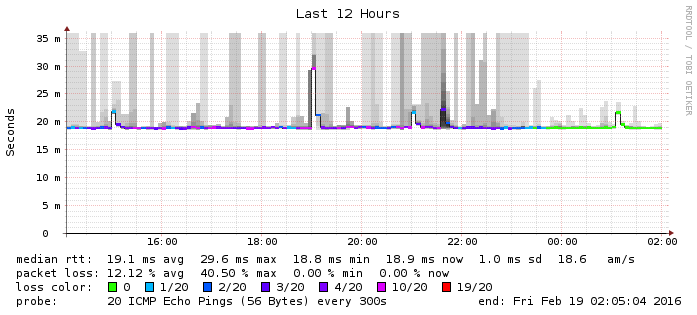 Last 12 Hours
RRDTOOL / TOBI OETIKER
Seconds
35 m
30 m
25 m
20 m
15 m
10 m
5 m
0
16:00 18:00 20:00 22:00 00:00 02:00
median rtt: 19.1 ms avg 29.6 ms max 18.8 ms min 18.9 ms now 1.0 ms sd 18.6 am/s
packet loss: 12.12 % avg 40.50 % max 0.00 % min 0.00 % now
loss color: 0 1/20 2/20 3/20 4/20 10/20 19/20
probe: 20 ICMP Echo Pings (56 Bytes) every 300s end: Fri Feb 19 02:05:04 2016